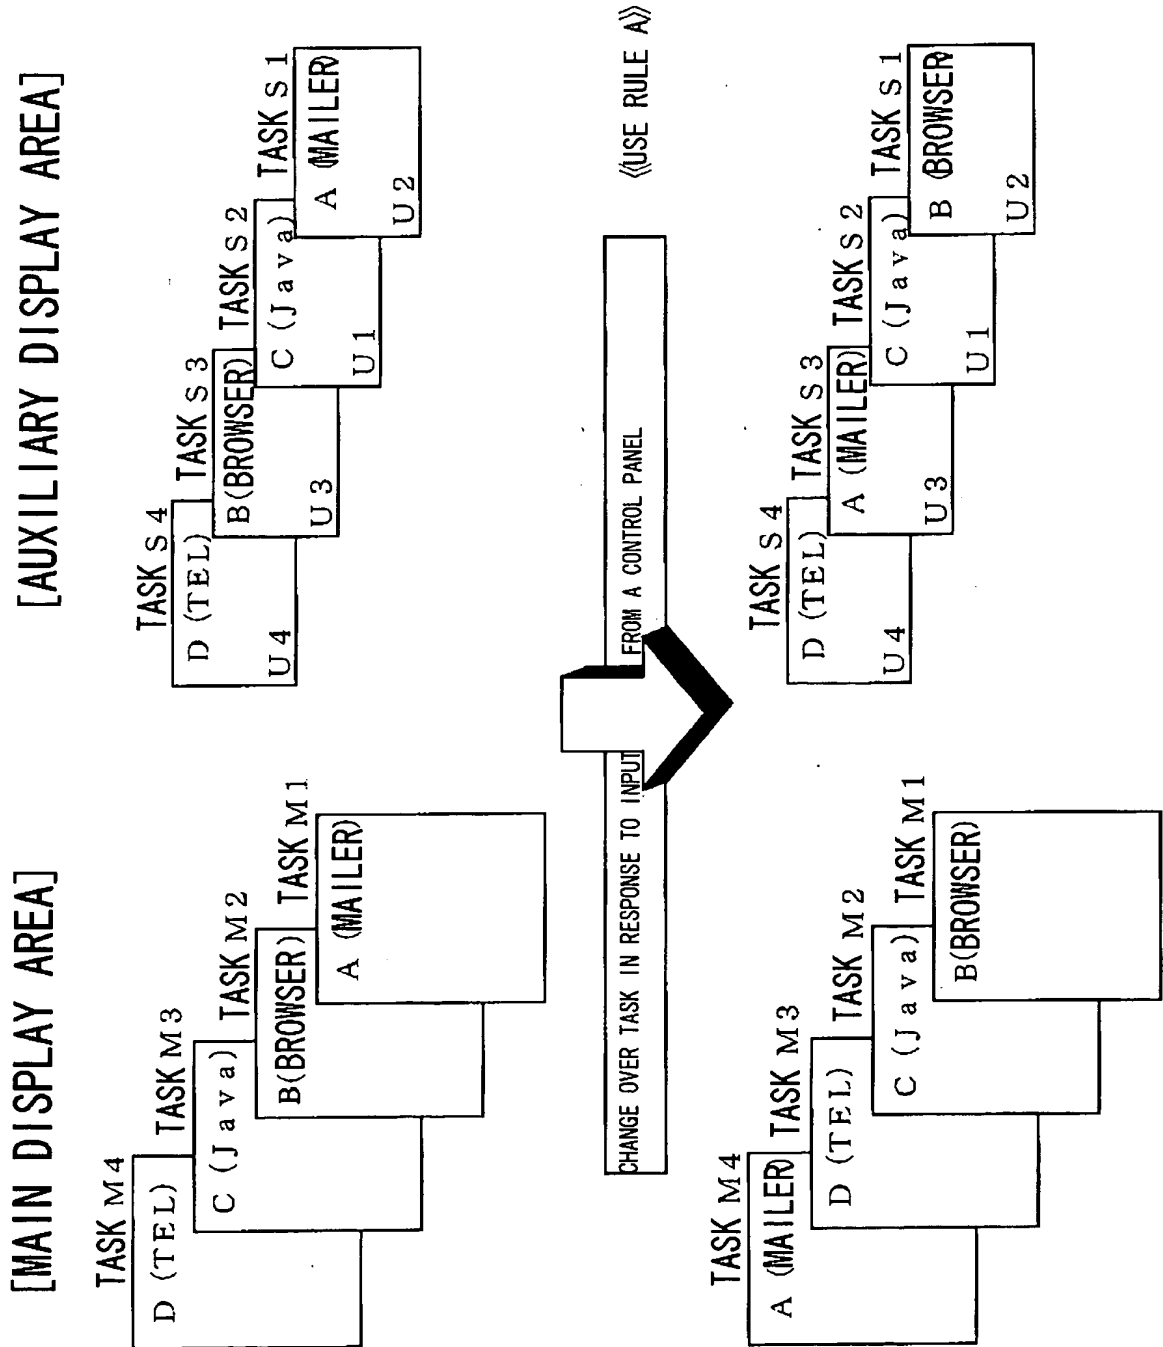 [MAIN DISPLAY AREA]
TASK M4
D (TEL)
TASK M3
C (Java)
TASK M2
B(BROWSER)
TASK M1
A (MAILER)
[AUXILIARY DISPLAY AREA]
TASK S4
D (TEL)
U4
TASK S3
B(BROWSER)
U3
TASK S2
C (Java)
U1
TASK S1
A (MAILER)
U2
CHANGE OVER TASK IN RESPONSE TO INPUT FROM A CONTROL PANEL
《USE RULE A》
TASK M4
A (MAILER)
TASK M3
D (TEL)
TASK M2
C (Java)
TASK M1
B(BROWSER)
TASK S4
D (TEL)
U4
TASK S3
A (MAILER)
U3
TASK S2
C (Java)
U1
TASK S1
B (BROWSER)
U2